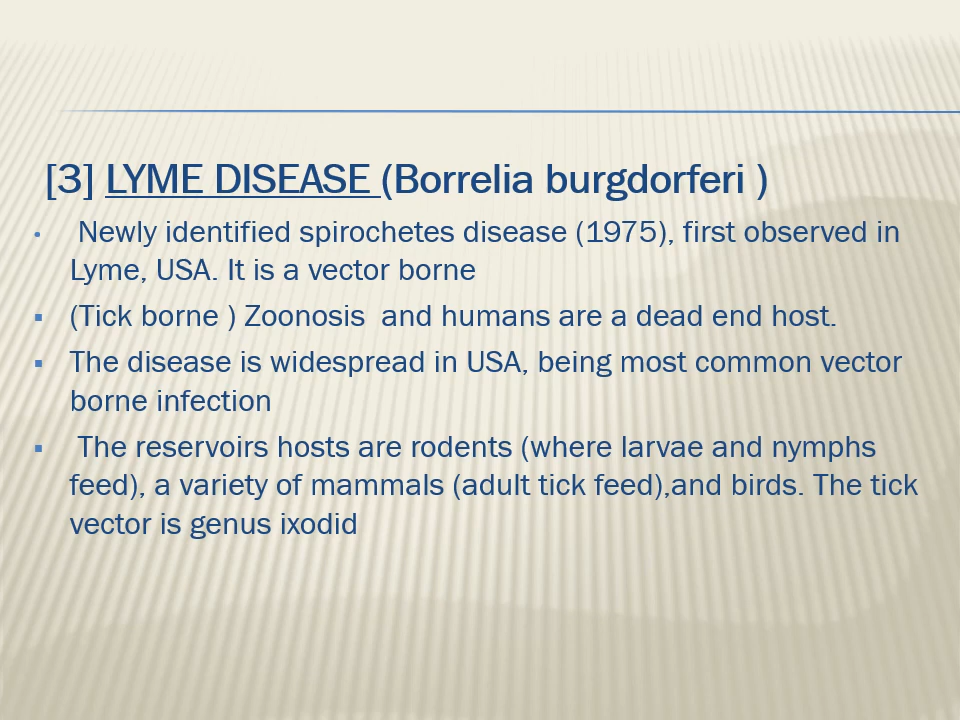 [3] LYME DISEASE (Borrelia burgdorferi )
▪ Newly identified spirochetes disease (1975), first observed in
Lyme, USA. It is a vector borne
▪ (Tick borne ) Zoonosis  and humans are a dead end host.
▪ The disease is widespread in USA, being most common vector
borne infection
▪ The reservoirs hosts are rodents (where larvae and nymphs
feed), a variety of mammals (adult tick feed),and birds. The tick
vector is genus ixodid